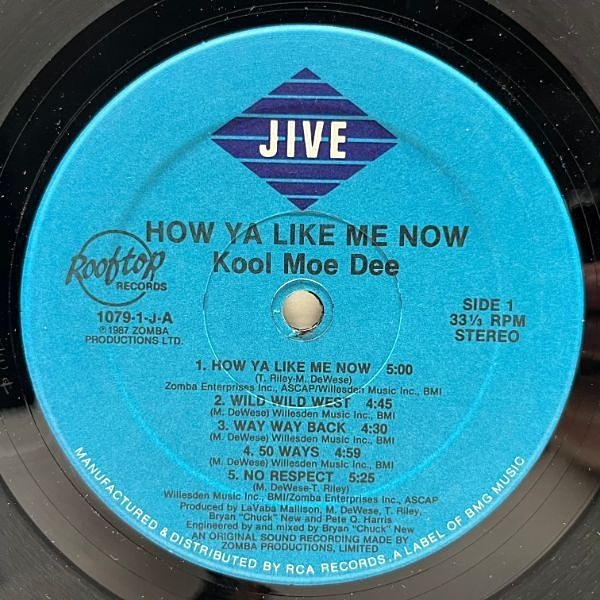 JIVE
HOW YA LIKE ME NOW
Kool Moe Dee
Rooftop
RECORDS
1079-1-J-A
℗1987 ZOMBA
PRODUCTIONS LTD.
SIDE 1
33⅓ RPM
STEREO
1. HOW YA LIKE ME NOW 5:00
(T. Riley-M. DeWese)
Zomba Enterprises Inc., ASCAP/Willesden Music Inc., BMI
2. WILD WILD WEST 4:45
(M. DeWese) Willesden Music Inc., BMI
3. WAY WAY BACK 4:30
(M. DeWese) Willesden Music Inc., BMI
4. 50 WAYS 4:59
(M. DeWese) Willesden Music Inc., BMI
5. NO RESPECT 5:25
(M. DeWese-T. Riley)
Willesden Music Inc., BMI/Zomba Enterprises Inc., ASCAP
Produced by LaVaba Mallison, M. DeWese, T. Riley,
Bryan "Chuck" New and Pete Q. Harris
Engineered by and mixed by Bryan "Chuck" New
AN ORIGINAL SOUND RECORDING MADE BY
ZOMBA PRODUCTIONS, LIMITED
MANUFACTURED & DISTRIBUTED BY RCA RECORDS. A LABEL OF BMG MUSIC